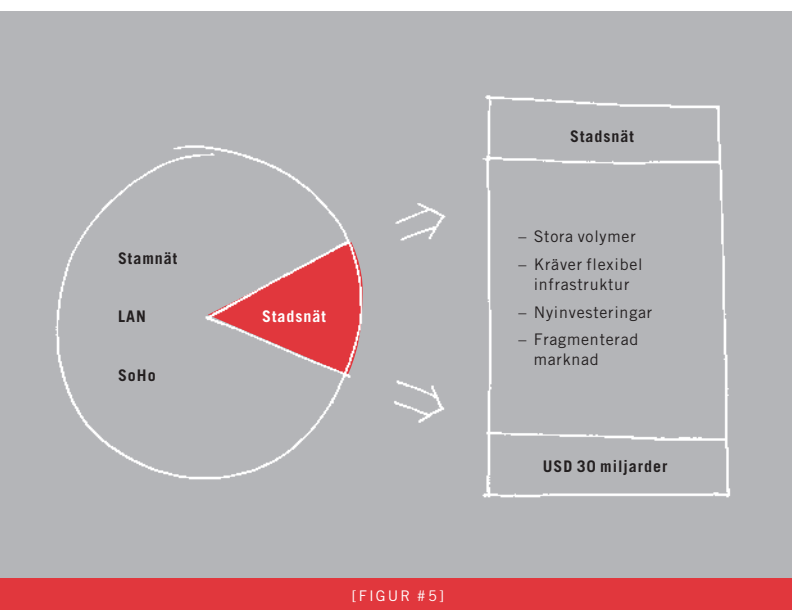 Stamnät
LAN
SoHo
Stadsnät
Stadsnät
– Stora volymer
– Kräver flexibel
infrastruktur
– Nyinvesteringar
– Fragmenterad
marknad
USD 30 miljarder
[FIGUR #5]